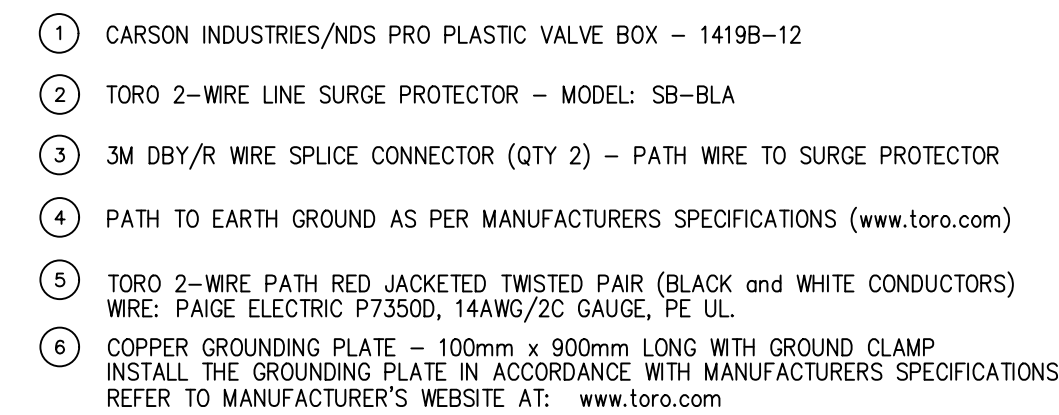 1 CARSON INDUSTRIES/NDS PRO PLASTIC VALVE BOX – 1419B–12
2 TORO 2–WIRE LINE SURGE PROTECTOR – MODEL: SB–BLA
3 3M DBY/R WIRE SPLICE CONNECTOR (QTY 2) – PATH WIRE TO SURGE PROTECTOR
4 PATH TO EARTH GROUND AS PER MANUFACTURERS SPECIFICATIONS (www.toro.com)
5 TORO 2–WIRE PATH RED JACKETED TWISTED PAIR (BLACK and WHITE CONDUCTORS)
WIRE: PAIGE ELECTRIC P7350D, 14AWG/2C GAUGE, PE UL.
6 COPPER GROUNDING PLATE – 100mm x 900mm LONG WITH GROUND CLAMP
INSTALL THE GROUNDING PLATE IN ACCORDANCE WITH MANUFACTURERS SPECIFICATIONS
REFER TO MANUFACTURER'S WEBSITE AT: www.toro.com